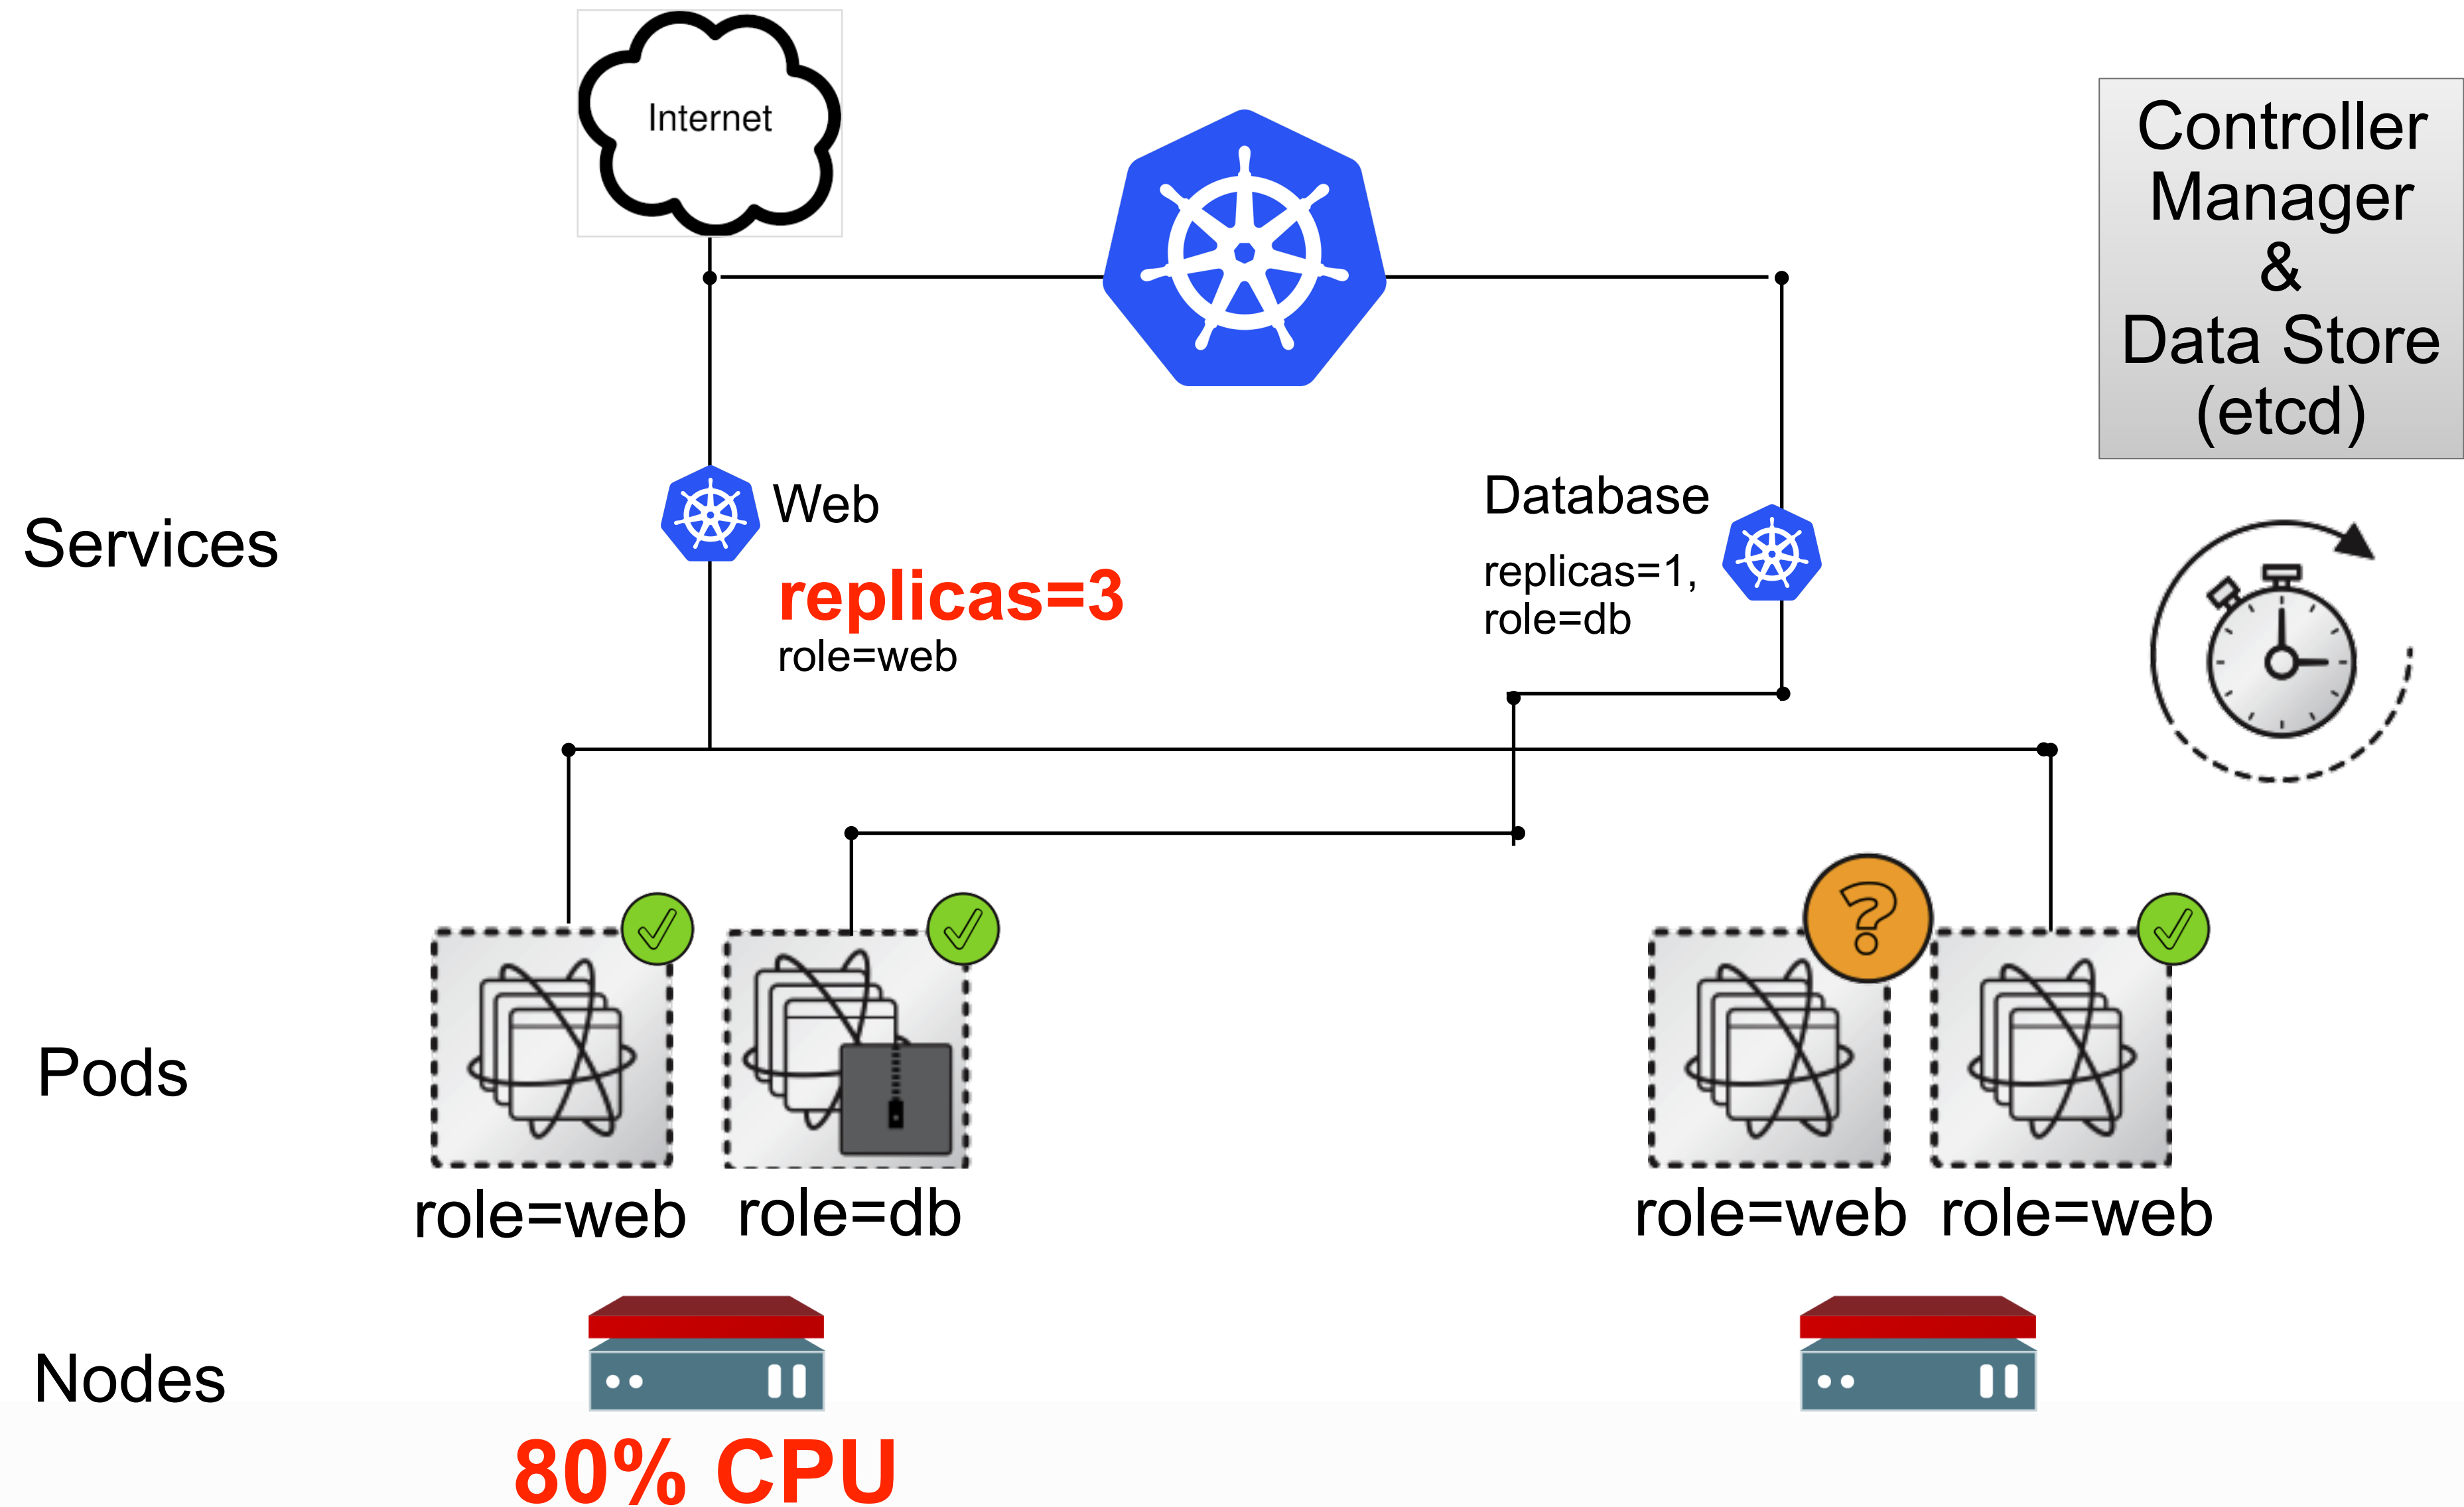 Internet
Controller
Manager
&
Data Store
(etcd)
Services
Web
replicas=3
role=web
Database
replicas=1,
role=db
Pods
role=web
role=db
?
role=web
role=web
Nodes
80% CPU